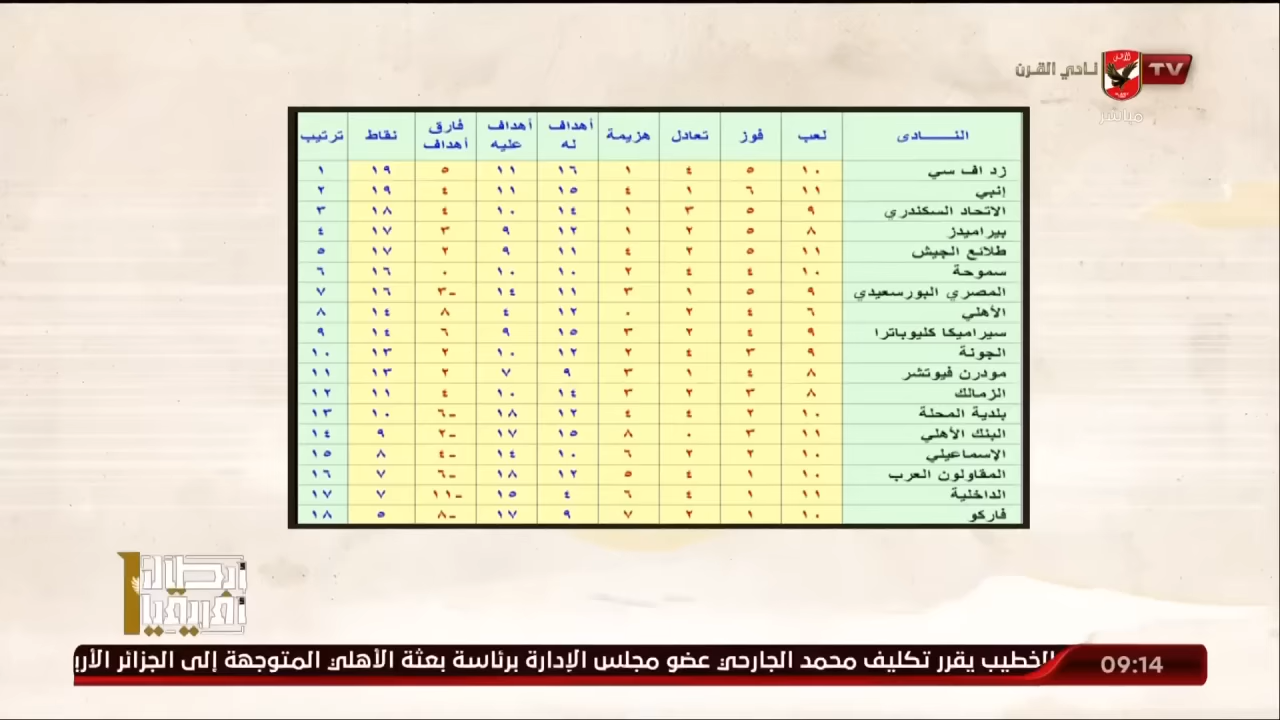 نادي القرن
TV
مباشر
النـــــادى لعب فوز تعادل هزيمة أهداف له أهداف عليه فارق أهداف نقاط ترتيب
زد اف سي ١٠ ٥ ٤ ١ ١٦ ١١ ٥ ١٩ ١
إنبي ١١ ٦ ١ ٤ ١٥ ١١ ٤ ١٩ ٢
الاتحاد السكندري ٩ ٥ ٣ ١ ١٤ ١٠ ٤ ١٨ ٣
بيراميدز ٨ ٥ ٢ ١ ١٢ ٩ ٣ ١٧ ٤
طلائع الجيش ١١ ٥ ٢ ٤ ١١ ٩ ٢ ١٧ ٥
سموحة ١٠ ٤ ٤ ٢ ١٠ ١٠ ٠ ١٦ ٦
المصري البورسعيدي ٩ ٥ ١ ٣ ١١ ١٤ ٣- ١٦ ٧
الأهلي ٦ ٤ ٢ ٠ ١٢ ٤ ٨ ١٤ ٨
سيراميكا كليوباترا ٩ ٤ ٢ ٣ ١٥ ٩ ٦ ١٤ ٩
الجونة ٩ ٣ ٤ ٢ ١٢ ١٠ ٢ ١٣ ١٠
مودرن فيوتشر ٨ ٤ ١ ٣ ٩ ٧ ٢ ١٣ ١١
الزمالك ٨ ٣ ٢ ٣ ١٤ ١٠ ٤ ١١ ١٢
بلدية المحلة ١٠ ٢ ٤ ٤ ١٢ ١٨ ٦- ١٠ ١٣
البنك الأهلي ١١ ٣ ٠ ٨ ١٥ ١٧ ٢- ٩ ١٤
الإسماعيلي ١٠ ٢ ٢ ٦ ١٠ ١٤ ٤- ٨ ١٥
المقاولون العرب ١٠ ١ ٤ ٥ ١٢ ١٨ ٦- ٧ ١٦
الداخلية ١١ ١ ٤ ٦ ٤ ١٥ ١١- ٧ ١٧
فاركو ١٠ ١ ٢ ٧ ٩ ١٧ ٨- ٥ ١٨
أبطال
أفريقيا
الخطيب يقرر تكليف محمد الجارحي عضو مجلس الإدارة برئاسة بعثة الأهلي المتوجهة إلى الجزائر الأرب
09:14